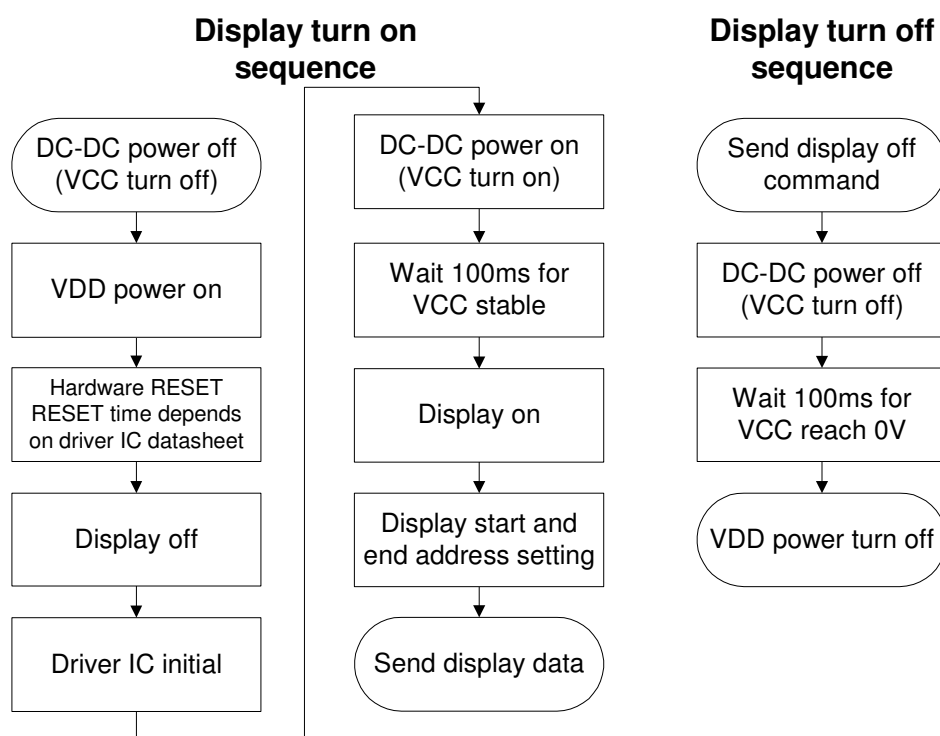 Display turn on
sequence
DC-DC power off
(VCC turn off)
VDD power on
Hardware RESET
RESET time depends
on driver IC datasheet
Display off
Driver IC initial
DC-DC power on
(VCC turn on)
Wait 100ms for
VCC stable
Display on
Display start and
end address setting
Send display data
Display turn off
sequence
Send display off
command
DC-DC power off
(VCC turn off)
Wait 100ms for
VCC reach 0V
VDD power turn off